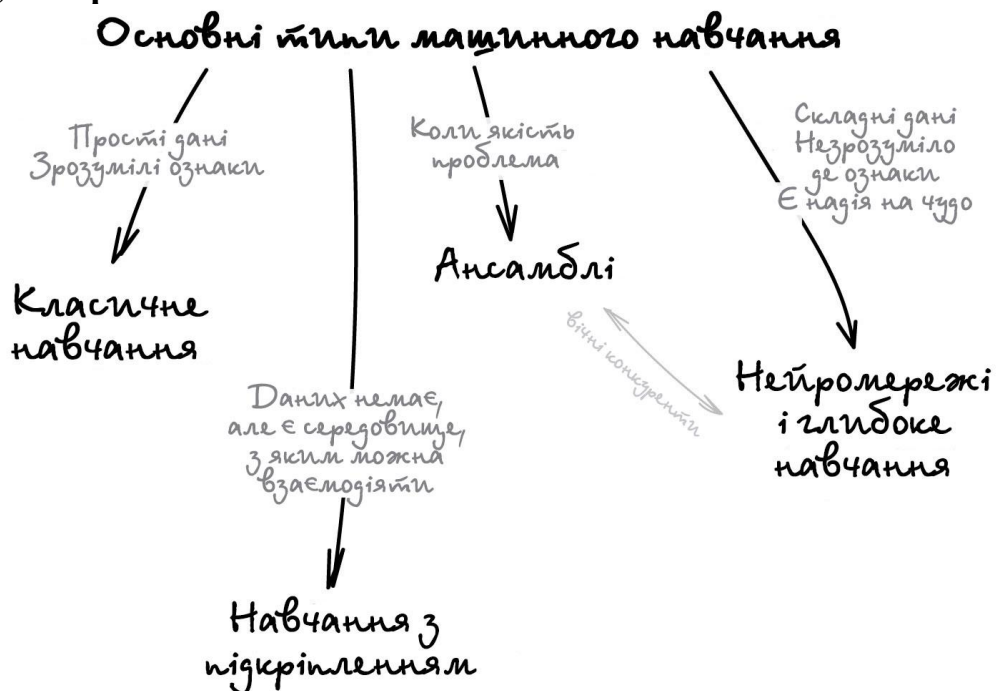 Основні типи машинного навчання
Прості дані
Зрозумілі ознаки
Класичне
навчання
Даних немає,
але є середовище,
з яким можна
взаємодіяти
Навчання з
підкріпленням
Коли якість
проблема
Ансамблі
вічні конкуренти
Складні дані
Незрозуміло
де ознаки
Є надія на чудо
Нейромережі
і глибоке
навчання